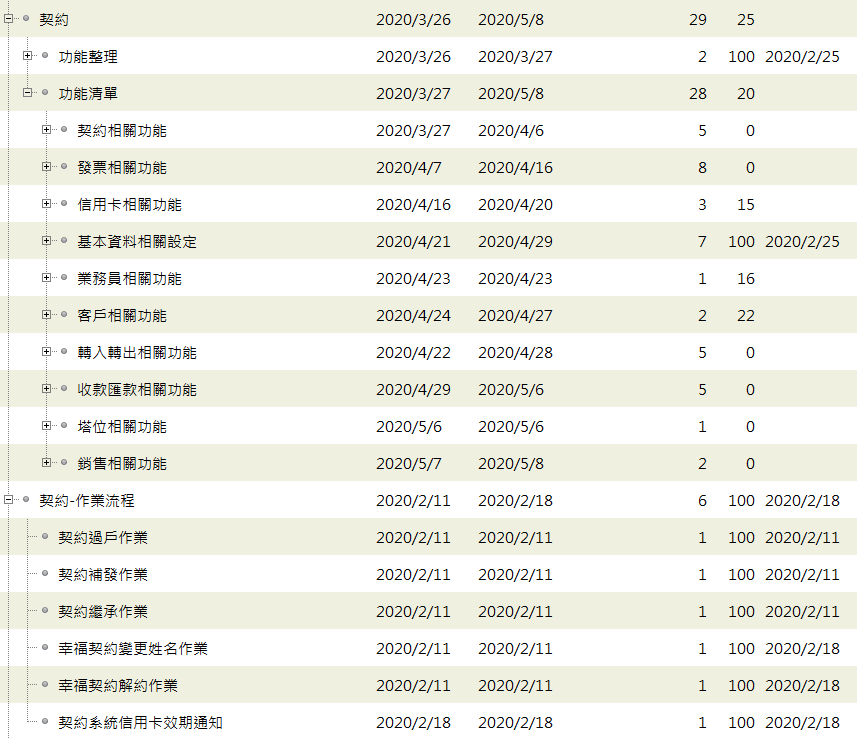 契約 2020/3/26 2020/5/8 29 25
功能整理 2020/3/26 2020/3/27 2 100 2020/2/25
功能清單 2020/3/27 2020/5/8 28 20
契約相關功能 2020/3/27 2020/4/6 5 0
發票相關功能 2020/4/7 2020/4/16 8 0
信用卡相關功能 2020/4/16 2020/4/20 3 15
基本資料相關設定 2020/4/21 2020/4/29 7 100 2020/2/25
業務員相關功能 2020/4/23 2020/4/23 1 16
客戶相關功能 2020/4/24 2020/4/27 2 22
轉入轉出相關功能 2020/4/22 2020/4/28 5 0
收款匯款相關功能 2020/4/29 2020/5/6 5 0
塔位相關功能 2020/5/6 2020/5/6 1 0
銷售相關功能 2020/5/7 2020/5/8 2 0
契約-作業流程 2020/2/11 2020/2/18 6 100 2020/2/18
契約過戶作業 2020/2/11 2020/2/11 1 100 2020/2/11
契約補發作業 2020/2/11 2020/2/11 1 100 2020/2/11
契約繼承作業 2020/2/11 2020/2/11 1 100 2020/2/11
幸福契約變更姓名作業 2020/2/11 2020/2/11 1 100 2020/2/18
幸福契約解約作業 2020/2/11 2020/2/11 1 100 2020/2/18
契約系統信用卡效期通知 2020/2/18 2020/2/18 1 100 2020/2/18